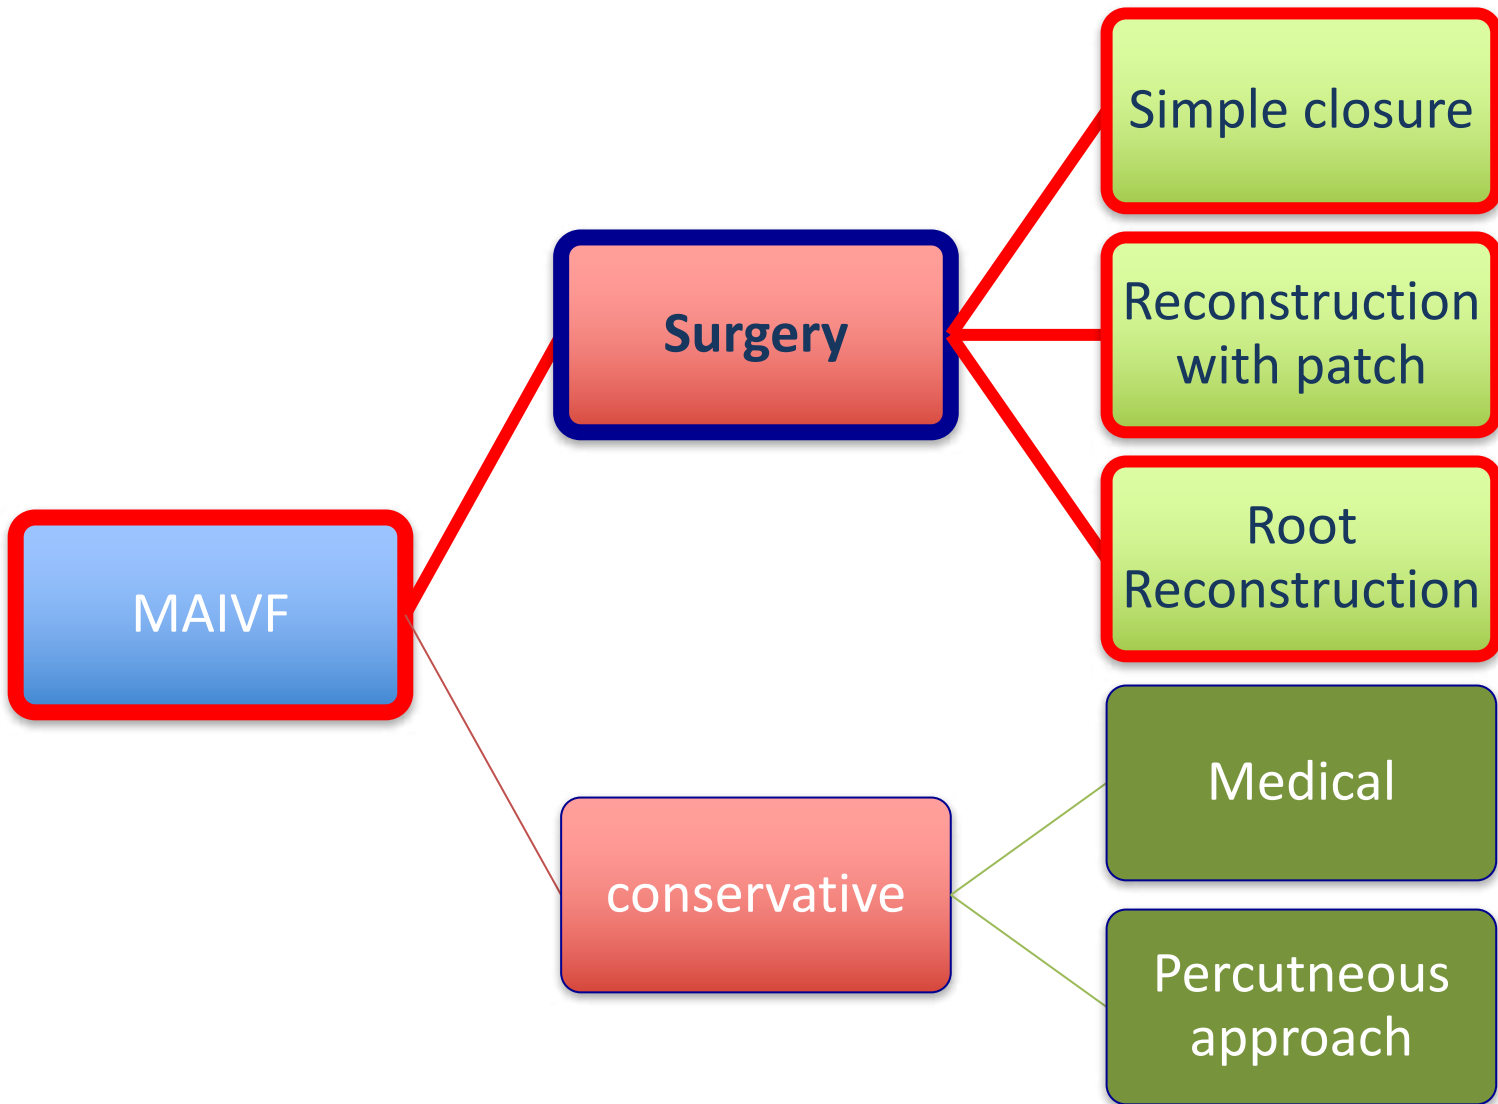 MAIVF
Surgery
Simple closure
Reconstruction
with patch
Root
Reconstruction
conservative
Medical
Percutneous
approach